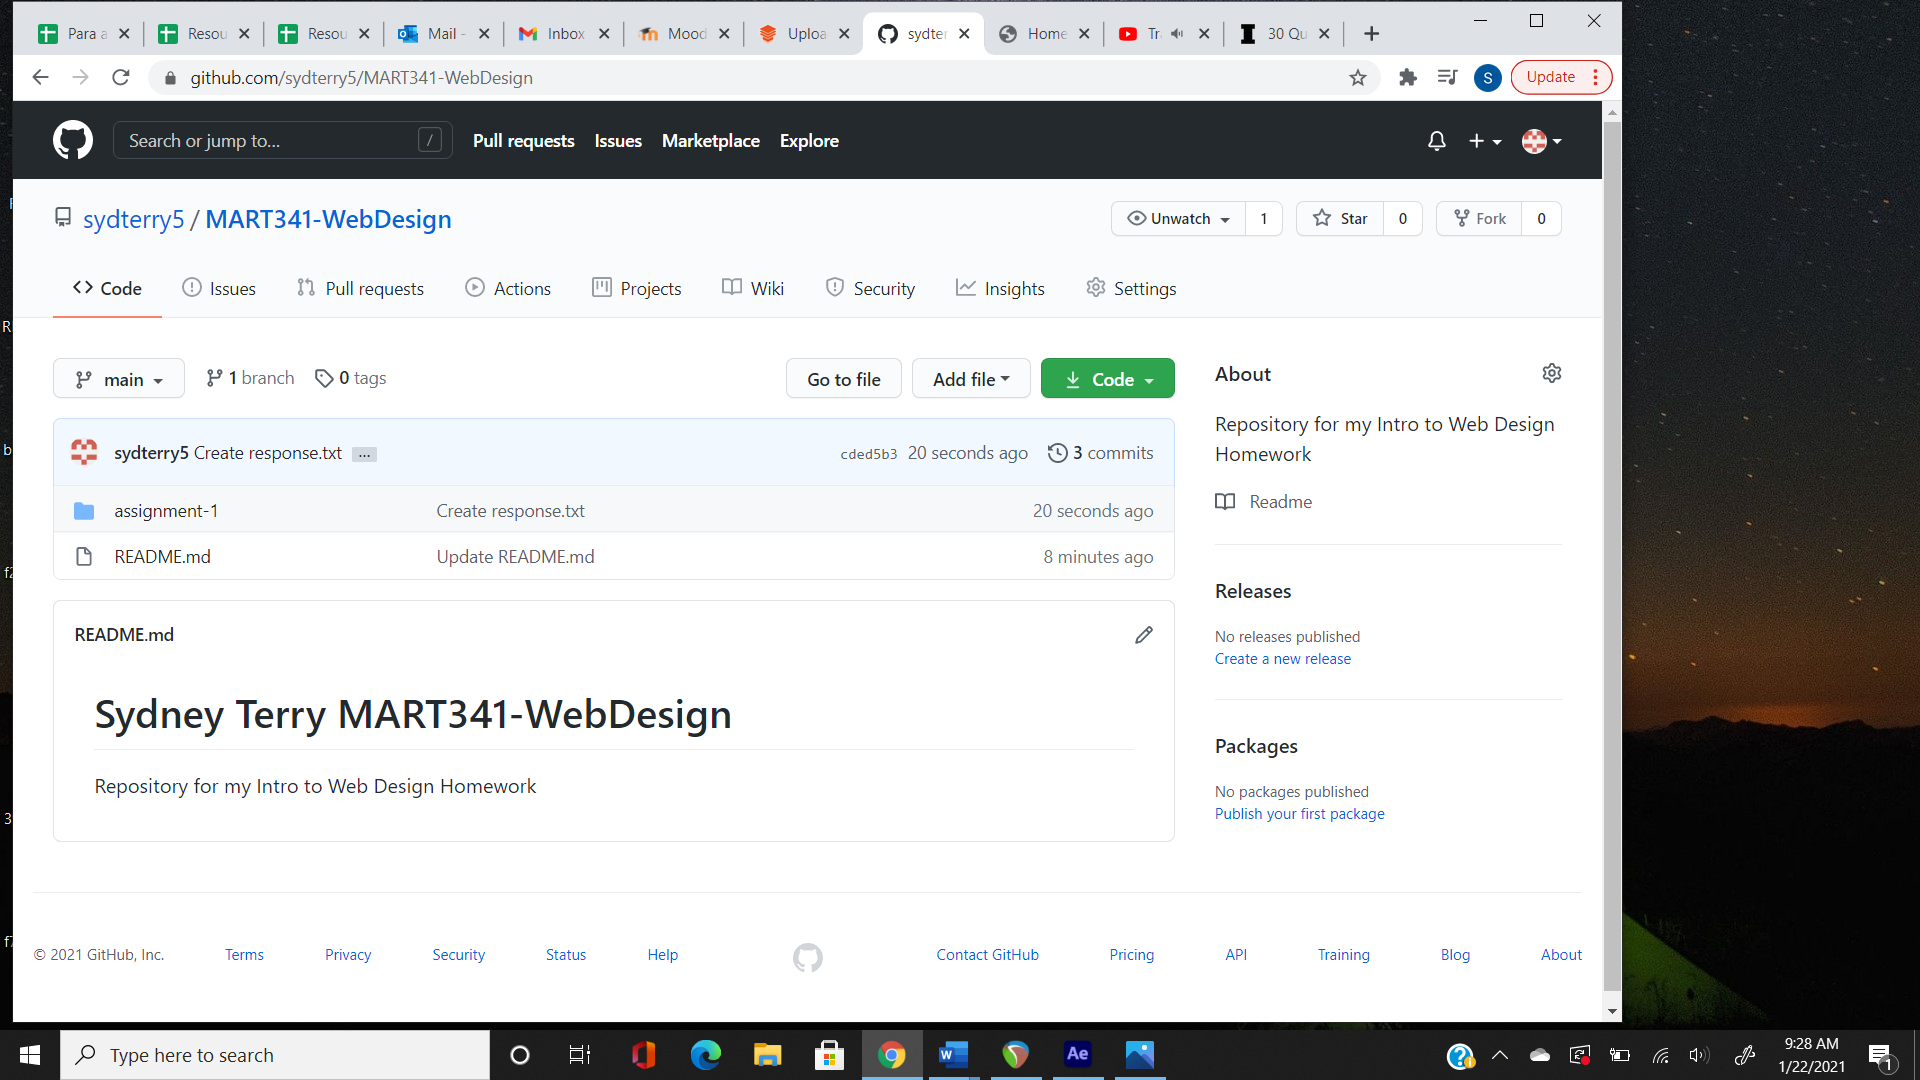 Para a
Resou
Resou
Mail -
Inbox
Mood
Uploa
sydter
Home
Tr
30 Qu
github.com/sydterry5/MART341-WebDesign
S
Update
Search or jump to...
/
Pull requests
Issues
Marketplace
Explore
sydterry5 / MART341-WebDesign
Unwatch
1
Star
0
Fork
0
Code
Issues
Pull requests
Actions
Projects
Wiki
Security
Insights
Settings
main
1 branch
0 tags
Go to file
Add file
Code
sydterry5 Create response.txt ...
cded5b3 20 seconds ago
3 commits
assignment-1 Create response.txt 20 seconds ago
README.md Update README.md 8 minutes ago
README.md
Sydney Terry MART341-WebDesign
Repository for my Intro to Web Design Homework
About
Repository for my Intro to Web Design
Homework
Readme
Releases
No releases published
Create a new release
Packages
No packages published
Publish your first package
© 2021 GitHub, Inc.
Terms
Privacy
Security
Status
Help
Contact GitHub
Pricing
API
Training
Blog
About
Type here to search
W
Ae
9:28 AM
1/22/2021
1